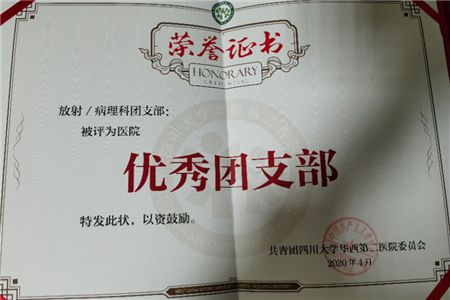 荣誉证书
HONORARY
CREDENTIAL
放射/病理科团支部：
被评为医院
优秀团支部
特发此状，以资鼓励。
共青团四川大学华西第二医院委员会
2020年4月